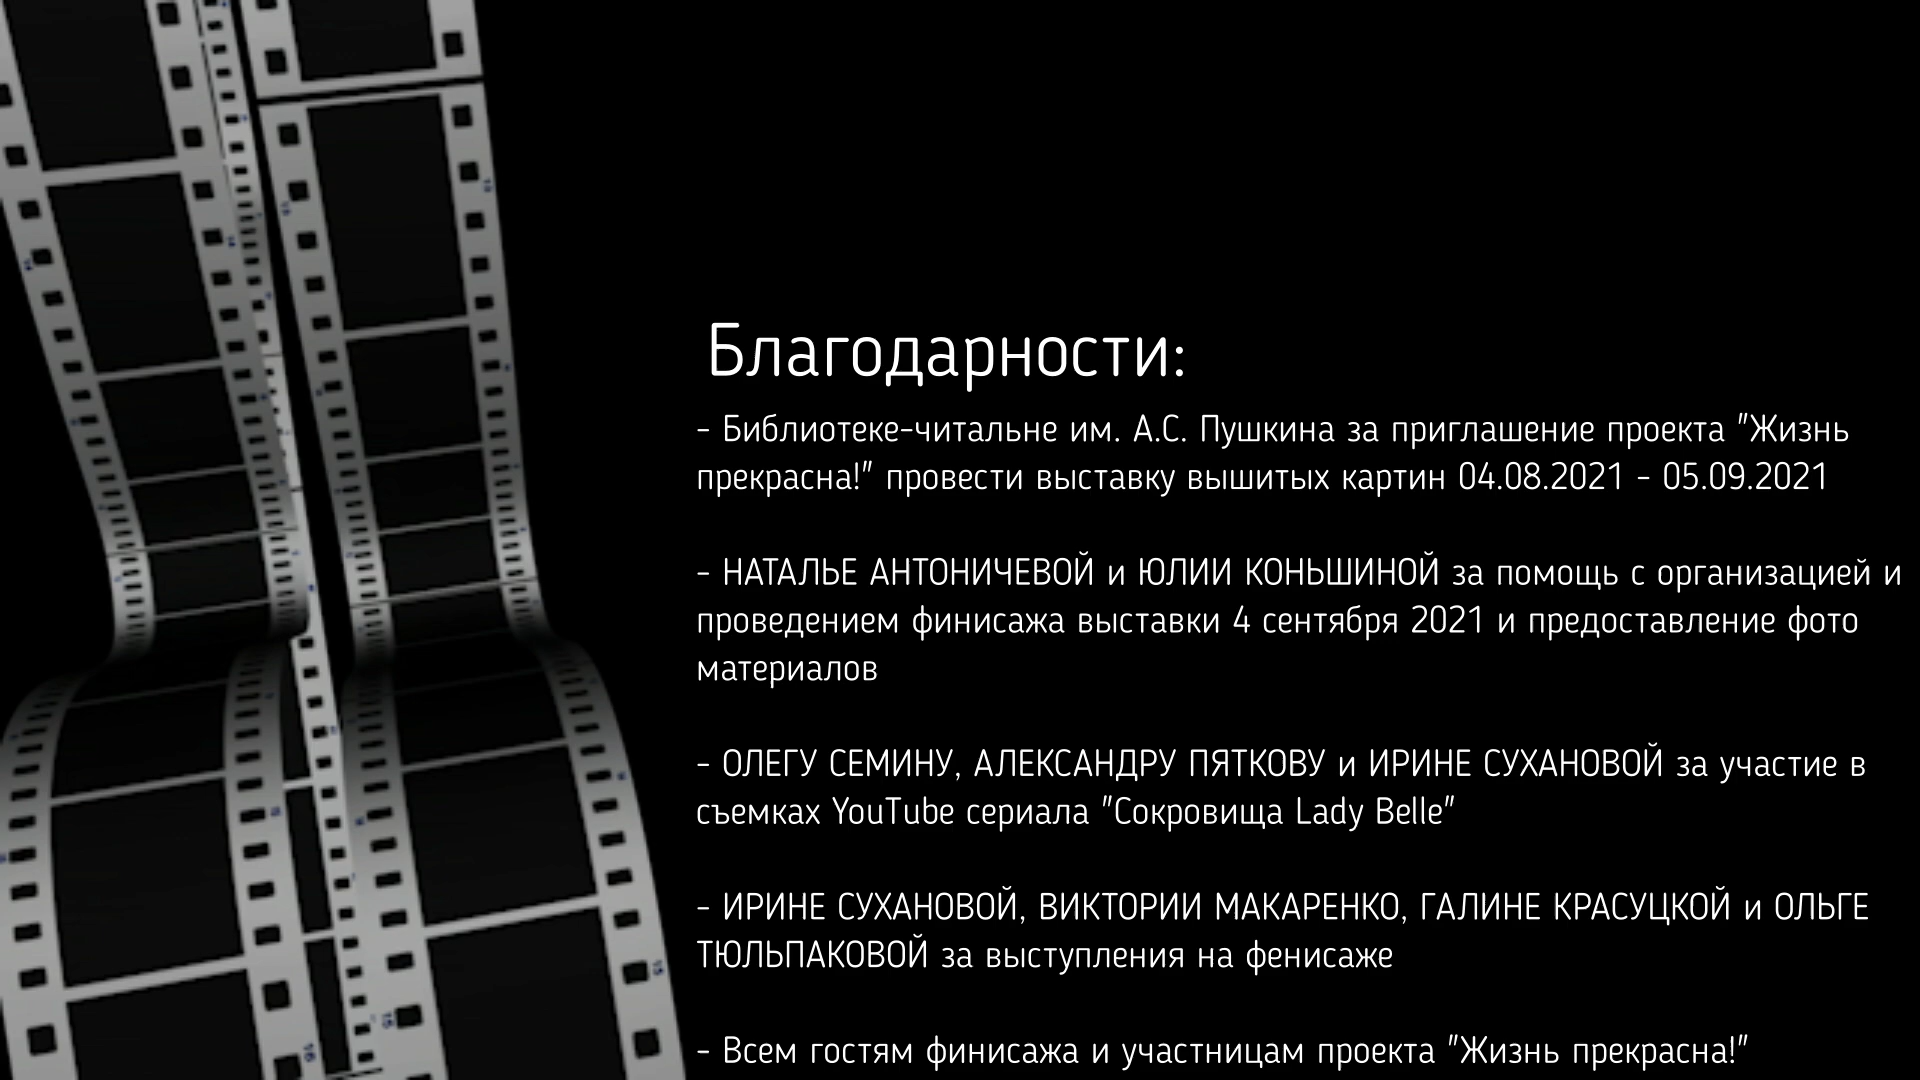 Благодарности:
- Библиотеке-читальне им. А.С. Пушкина за приглашение проекта "Жизнь
прекрасна!" провести выставку вышитых картин 04.08.2021 - 05.09.2021
- НАТАЛЬЕ АНТОНИЧЕВОЙ и ЮЛИИ КОНЬШИНОЙ за помощь с организацией и
проведением финисажа выставки 4 сентября 2021 и предоставление фото
материалов
- ОЛЕГУ СЕМИНУ, АЛЕКСАНДРУ ПЯТКОВУ и ИРИНЕ СУХАНОВОЙ за участие в
съемках YouTube сериала "Сокровища Lady Belle"
- ИРИНЕ СУХАНОВОЙ, ВИКТОРИИ МАКАРЕНКО, ГАЛИНЕ КРАСУЦКОЙ и ОЛЬГЕ
ТЮЛЬПАКОВОЙ за выступления на фенисаже
- Всем гостям финисажа и участницам проекта "Жизнь прекрасна!"